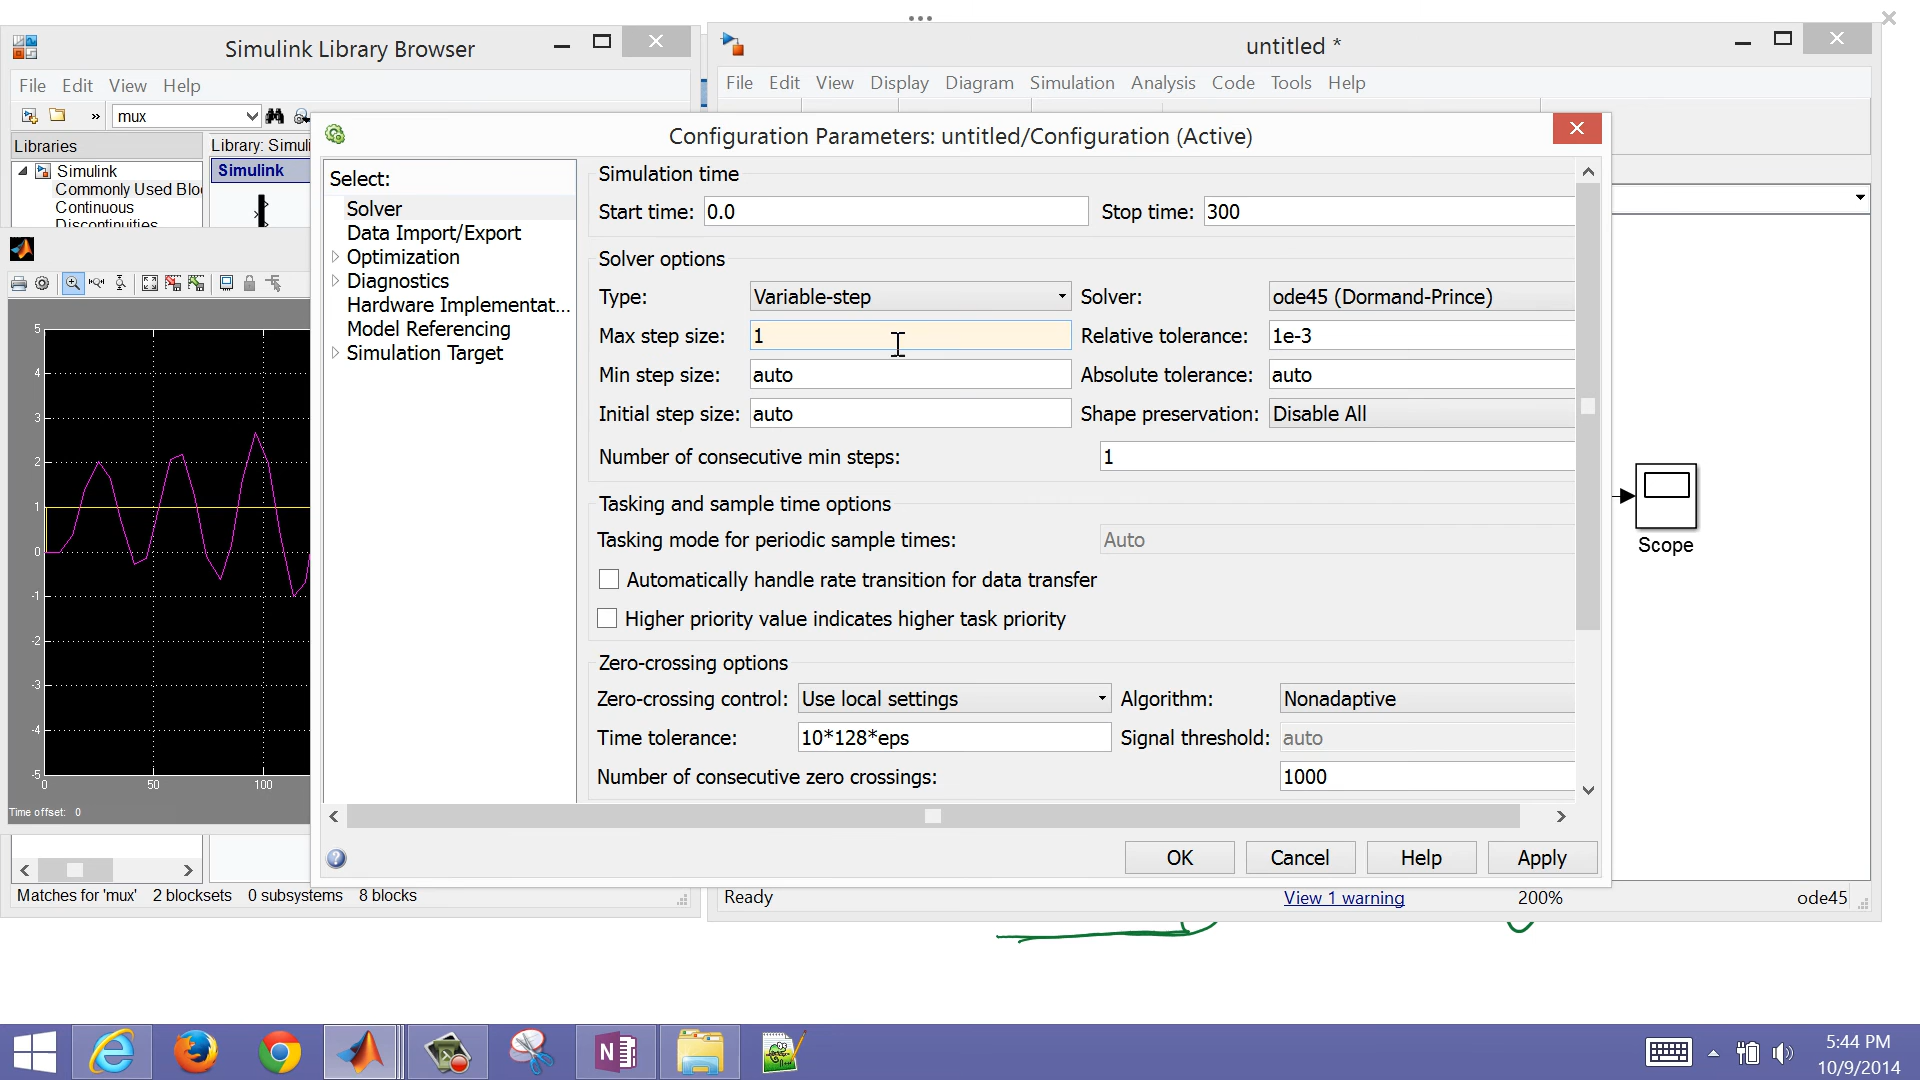 Simulink Library Browser
File Edit View Help
» mux
Libraries
Library: Simuli
Simulink
Simulink
Commonly Used Blo
Continuous
Discontinuities
untitled *
File Edit View Display Diagram Simulation Analysis Code Tools Help
Configuration Parameters: untitled/Configuration (Active)
Select:
Solver
Data Import/Export
Optimization
Diagnostics
Hardware Implementat...
Model Referencing
Simulation Target
Simulation time
Start time: 0.0 Stop time: 300
Solver options
Type: Variable-step Solver: ode45 (Dormand-Prince)
Max step size: 1 Relative tolerance: 1e-3
Min step size: auto Absolute tolerance: auto
Initial step size: auto Shape preservation: Disable All
Number of consecutive min steps: 1
Tasking and sample time options
Tasking mode for periodic sample times: Auto
Automatically handle rate transition for data transfer
Higher priority value indicates higher task priority
Zero-crossing options
Zero-crossing control: Use local settings Algorithm: Nonadaptive
Time tolerance: 10*128*eps Signal threshold: auto
Number of consecutive zero crossings: 1000
OK Cancel Help Apply
5
4
3
2
1
0
-1
-2
-3
-4
-5
0 50 100
Time offset: 0
Matches for 'mux' 2 blocksets 0 subsystems 8 blocks
Scope
Ready View 1 warning 200% ode45
5:44 PM
10/9/2014